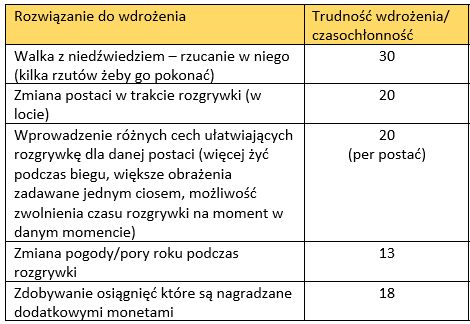 Rozwiązanie do wdrożenia
Trudność wdrożenia/
czasochłonność
Walka z niedźwiedziem – rzucanie w niego
(kilka rzutów żeby go pokonać)
30
Zmiana postaci w trakcie rozgrywki (w
locie)
20
Wprowadzenie różnych cech ułatwiających
rozgrywkę dla danej postaci (więcej żyć
podczas biegu, większe obrażenia
zadawane jednym ciosem, możliwość
zwolnienia czasu rozgrywki na moment w
danym momencie)
20
(per postać)
Zmiana pogody/pory roku podczas
rozgrywki
13
Zdobywanie osiągnięć które są nagradzane
dodatkowymi monetami
18